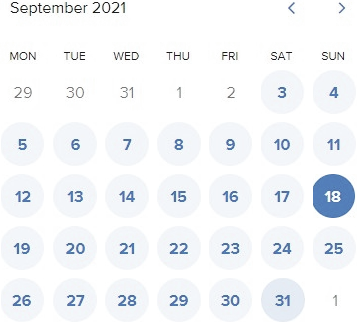 September 2021
MON TUE WED THU FRI SAT SUN
29 30 31 1 2 3 4
5 6 7 8 9 10 11
12 13 14 15 16 17 18
19 20 21 22 23 24 25
26 27 28 29 30 31 1